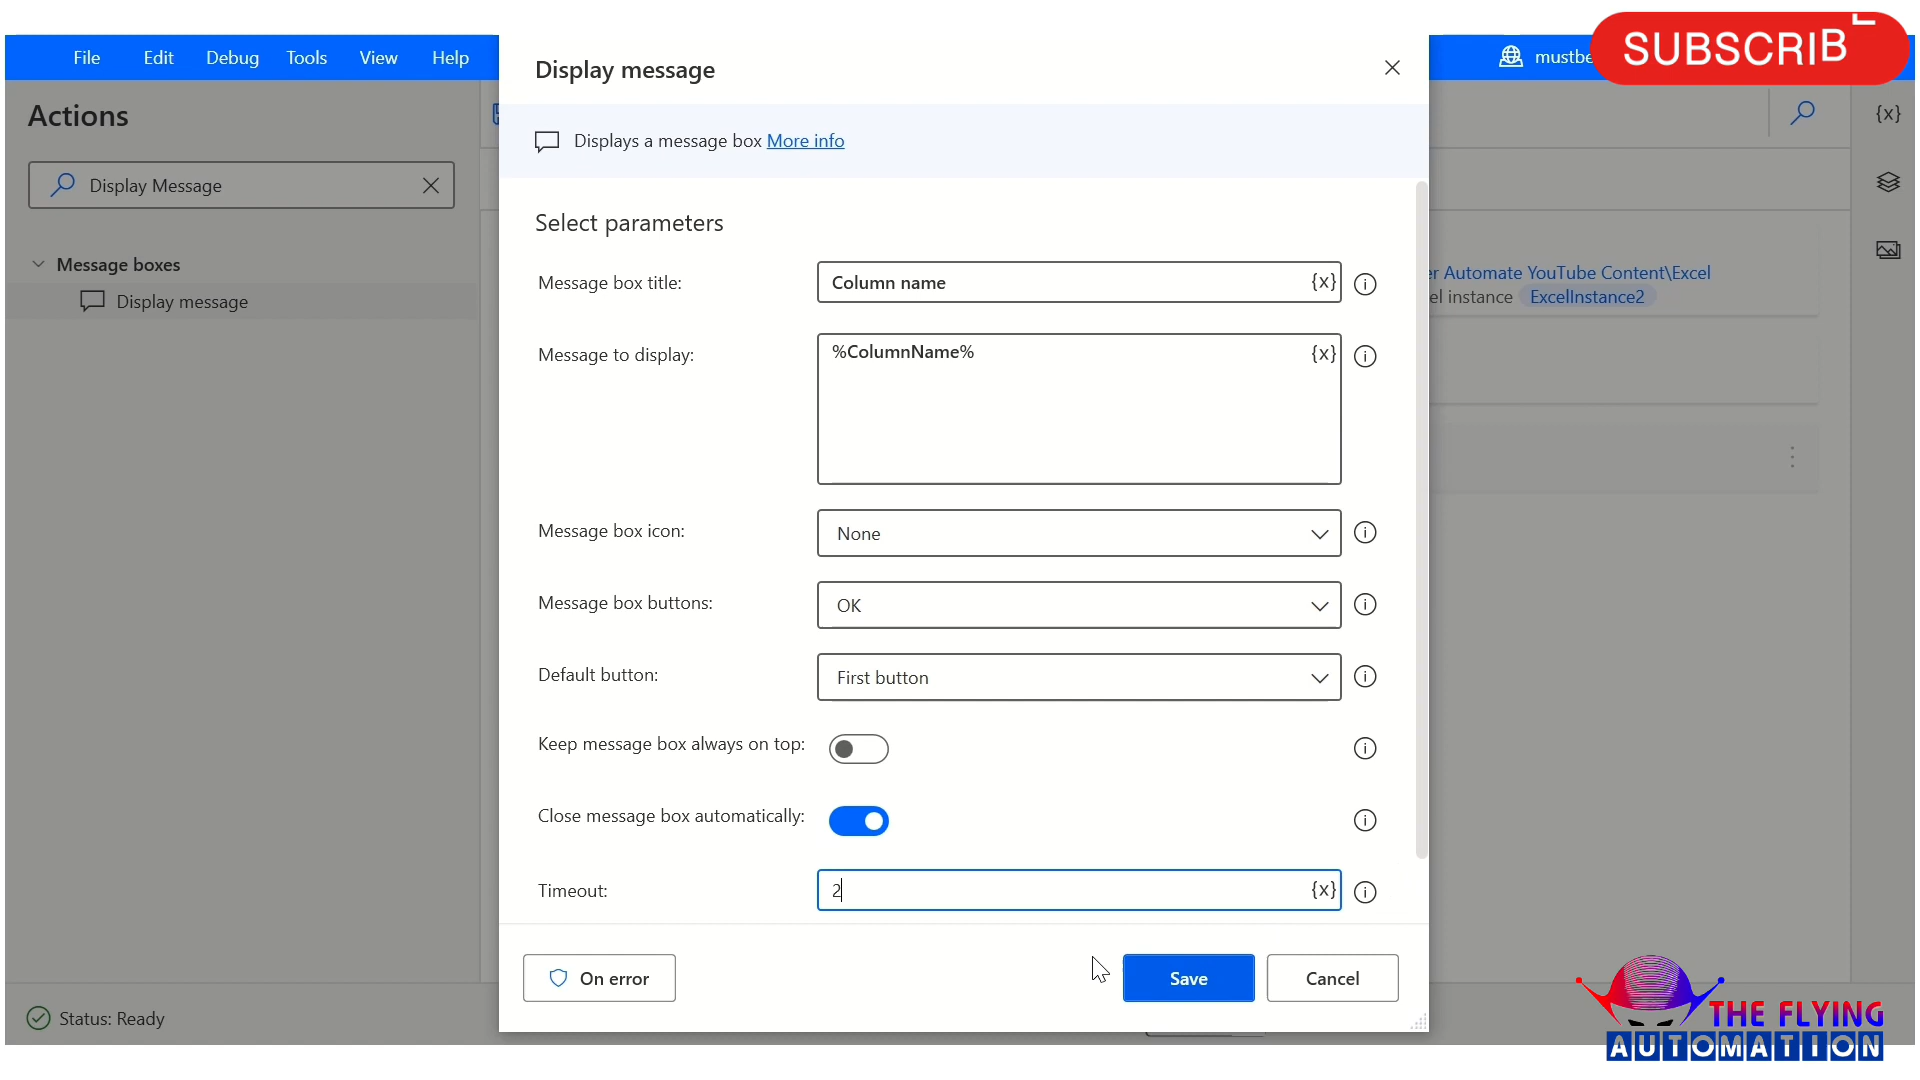 File Edit Debug Tools View Help
mustbe
SUBSCRIB
Actions
Display Message
Message boxes
Display message
Display message
Displays a message box More info
Select parameters
Message box title: Column name {x}
Message to display: %ColumnName% {x}
Message box icon: None
Message box buttons: OK
Default button: First button
Keep message box always on top:
Close message box automatically:
Timeout: 2 {x}
On error Save Cancel
{x}
er Automate YouTube Content\Excel
el instance ExcelInstance2
Status: Ready
THE FLYING
AUTOMATION